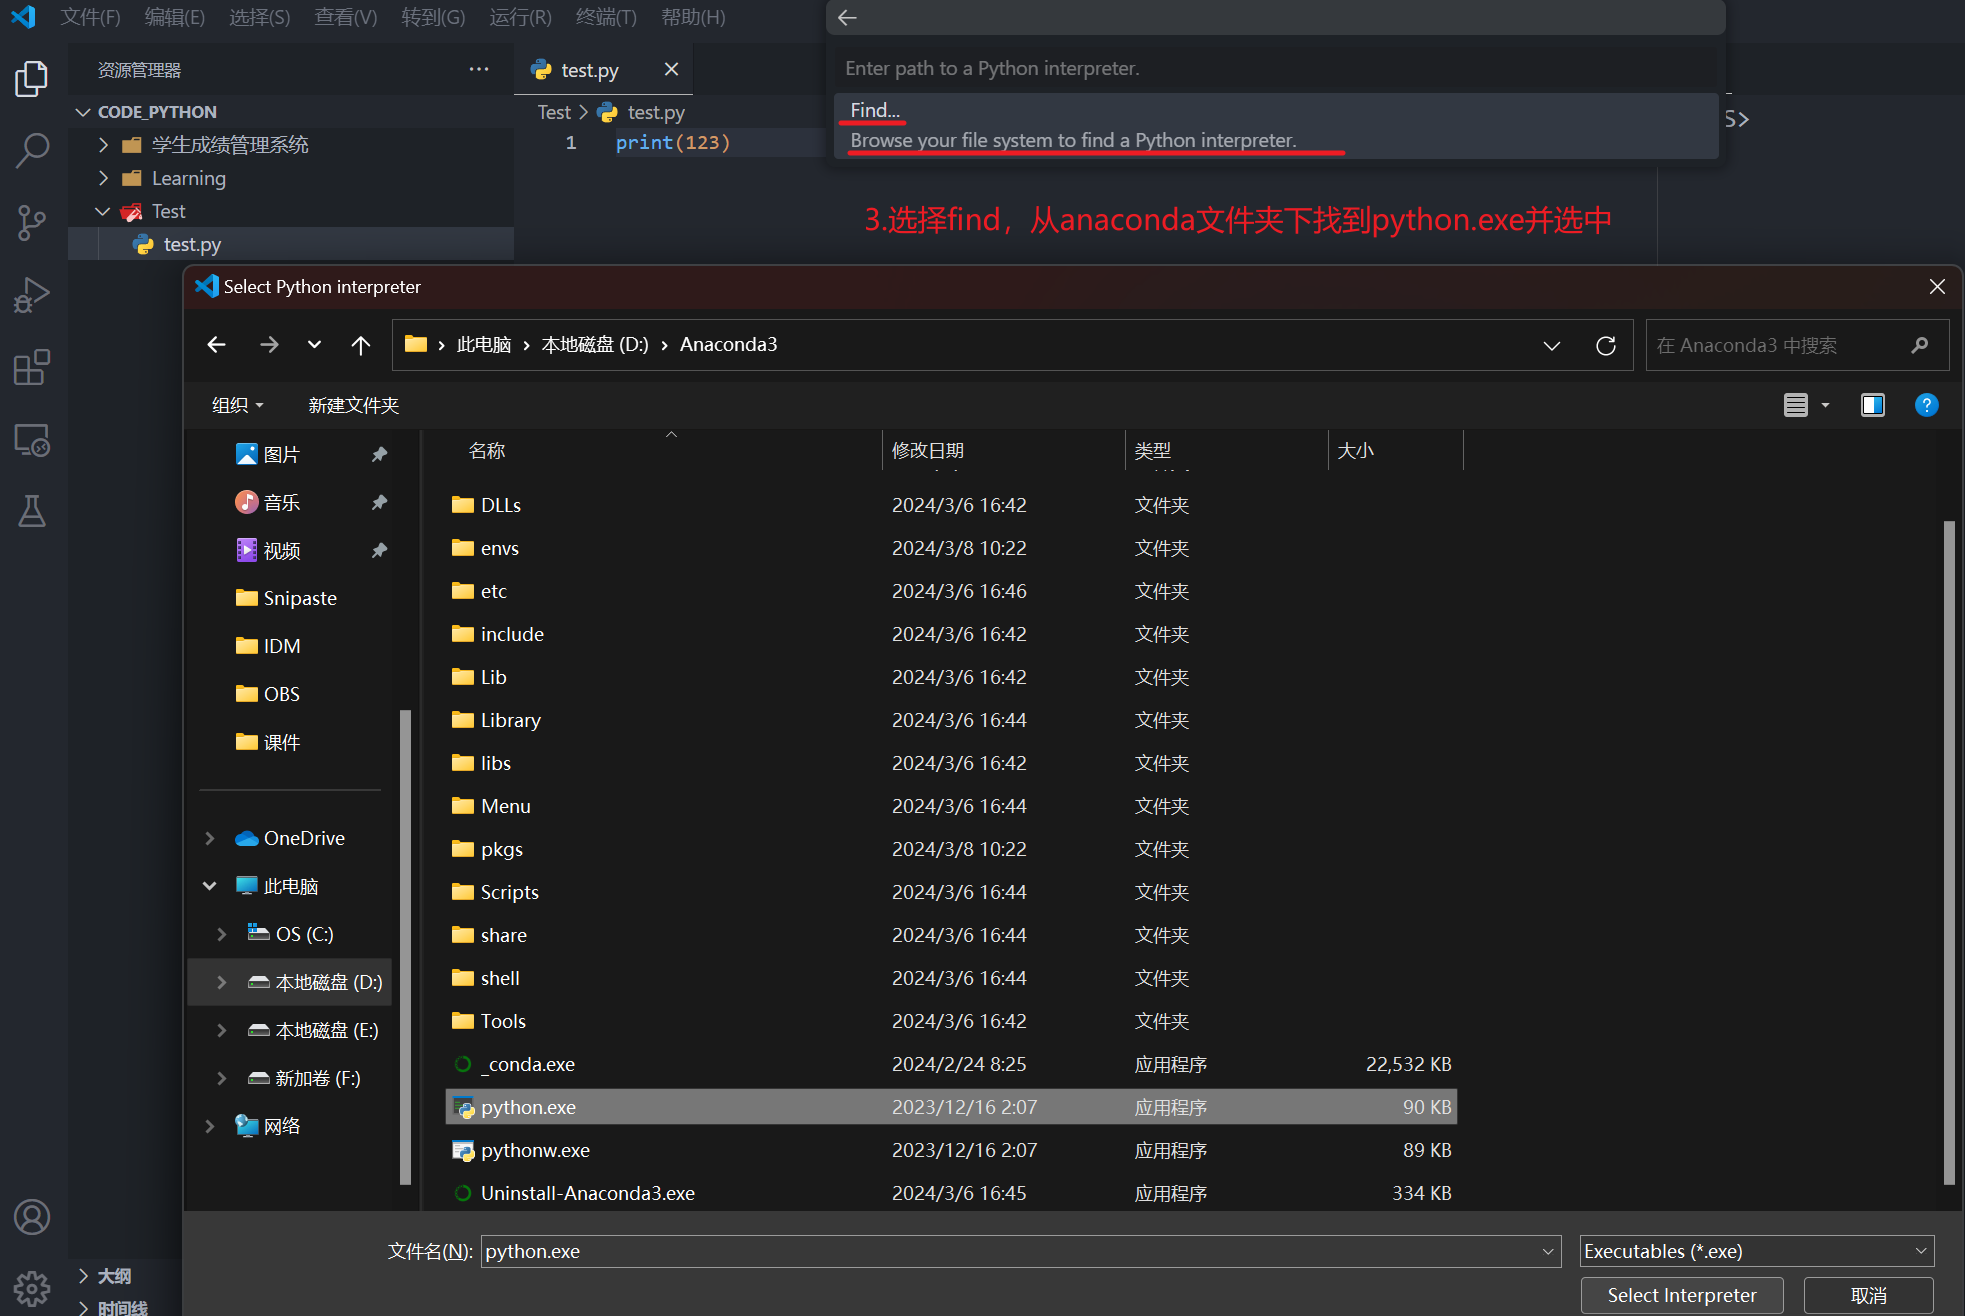 文件(F) 编辑(E) 选择(S) 查看(V) 转到(G) 运行(R) 终端(T) 帮助(H)
资源管理器 ···
test.py
Enter path to a Python interpreter.
CODE_PYTHON
Test > test.py
Find...
S>
学生成绩管理系统
1 print(123)
Browse your file system to find a Python interpreter.
Learning
Test
3.选择find，从anaconda文件夹下找到python.exe并选中
test.py
Select Python interpreter
此电脑 › 本地磁盘 (D:) › Anaconda3
在 Anaconda3 中搜索
组织 新建文件夹
图片
音乐
视频
Snipaste
IDM
OBS
课件
OneDrive
此电脑
OS (C:)
本地磁盘 (D:)
本地磁盘 (E:)
新加卷 (F:)
网络
名称 修改日期 类型 大小
DLLs 2024/3/6 16:42 文件夹
envs 2024/3/8 10:22 文件夹
etc 2024/3/6 16:46 文件夹
include 2024/3/6 16:42 文件夹
Lib 2024/3/6 16:42 文件夹
Library 2024/3/6 16:44 文件夹
libs 2024/3/6 16:42 文件夹
Menu 2024/3/6 16:44 文件夹
pkgs 2024/3/8 10:22 文件夹
Scripts 2024/3/6 16:44 文件夹
share 2024/3/6 16:44 文件夹
shell 2024/3/6 16:44 文件夹
Tools 2024/3/6 16:42 文件夹
_conda.exe 2024/2/24 8:25 应用程序 22,532 KB
python.exe 2023/12/16 2:07 应用程序 90 KB
pythonw.exe 2023/12/16 2:07 应用程序 89 KB
Uninstall-Anaconda3.exe 2024/3/6 16:45 应用程序 334 KB
文件名(N): python.exe
Executables (*.exe)
Select Interpreter 取消
大纲
时间线